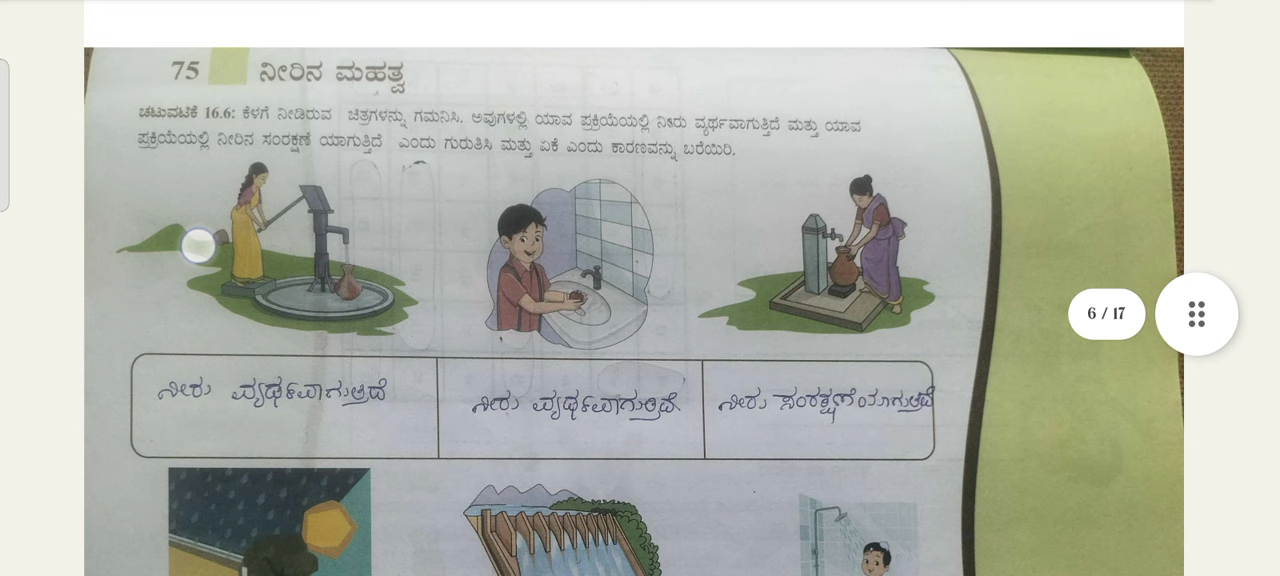 75 ನೀರಿನ ಮಹತ್ವ
ಚಟುವಟಿಕೆ 16.6: ಕೆಳಗೆ ನೀಡಿರುವ ಚಿತ್ರಗಳನ್ನು ಗಮನಿಸಿ. ಅವುಗಳಲ್ಲಿ ಯಾವ ಪ್ರಕ್ರಿಯೆಯಲ್ಲಿ ನೀರು ವ್ಯರ್ಥವಾಗುತ್ತಿದೆ ಮತ್ತು ಯಾವ
ಪ್ರಕ್ರಿಯೆಯಲ್ಲಿ ನೀರಿನ ಸಂರಕ್ಷಣೆ ಯಾಗುತ್ತಿದೆ ಎಂದು ಗುರುತಿಸಿ ಮತ್ತು ಏಕೆ ಎಂದು ಕಾರಣವನ್ನು ಬರೆಯಿರಿ.
ನೀರು ವ್ಯರ್ಥವಾಗುತ್ತಿದೆ
ನೀರು ವ್ಯರ್ಥವಾಗುತ್ತಿದೆ.
ನೀರು ಸಂರಕ್ಷಣೆಯಾಗುತ್ತಿದೆ
6 / 17